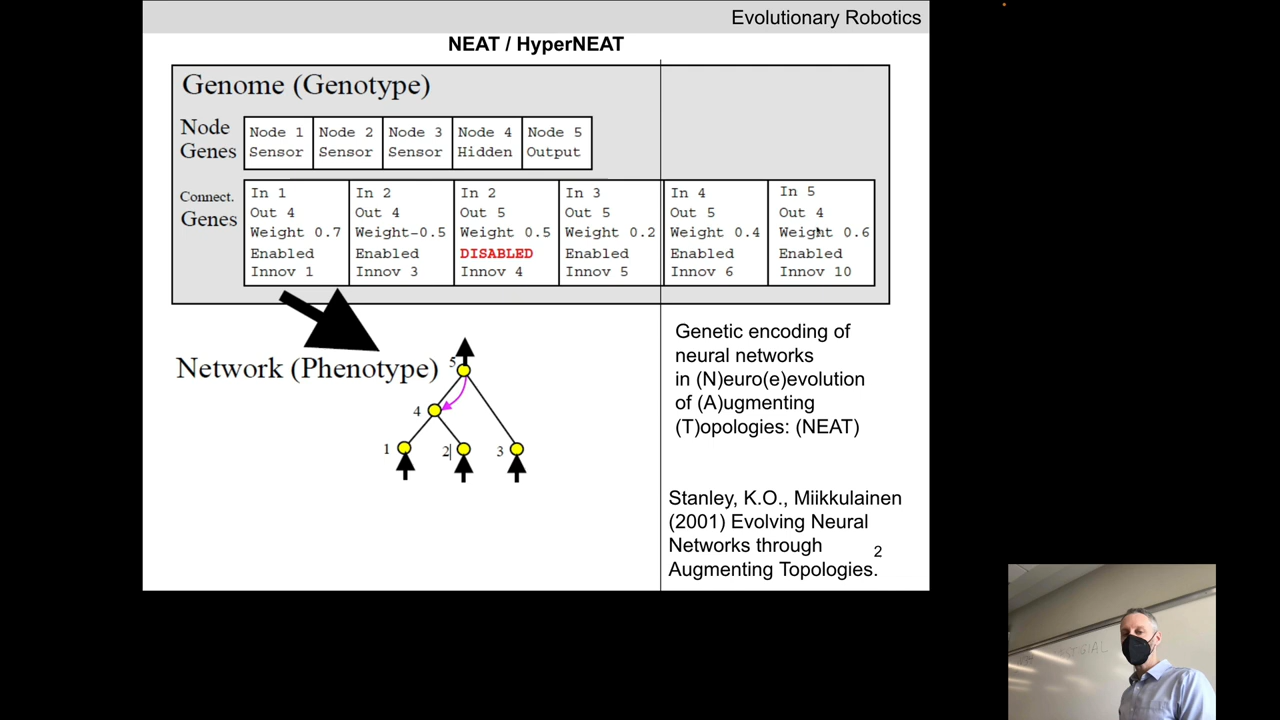 Evolutionary Robotics
NEAT / HyperNEAT
Genome (Genotype)
Node Genes
Node 1 Sensor
Node 2 Sensor
Node 3 Sensor
Node 4 Hidden
Node 5 Output
Connect. Genes
In 1
Out 4
Weight 0.7
Enabled
Innov 1
In 2
Out 4
Weight-0.5
Enabled
Innov 3
In 2
Out 5
Weight 0.5
DISABLED
Innov 4
In 3
Out 5
Weight 0.2
Enabled
Innov 5
In 4
Out 5
Weight 0.4
Enabled
Innov 6
In 5
Out 4
Weight 0.6
Enabled
Innov 10
Network (Phenotype)
5
4
1
2
3
Genetic encoding of
neural networks
in (N)euro(e)evolution
of (A)ugmenting
(T)opologies: (NEAT)
Stanley, K.O., Miikkulainen
(2001) Evolving Neural
Networks through
Augmenting Topologies.
2